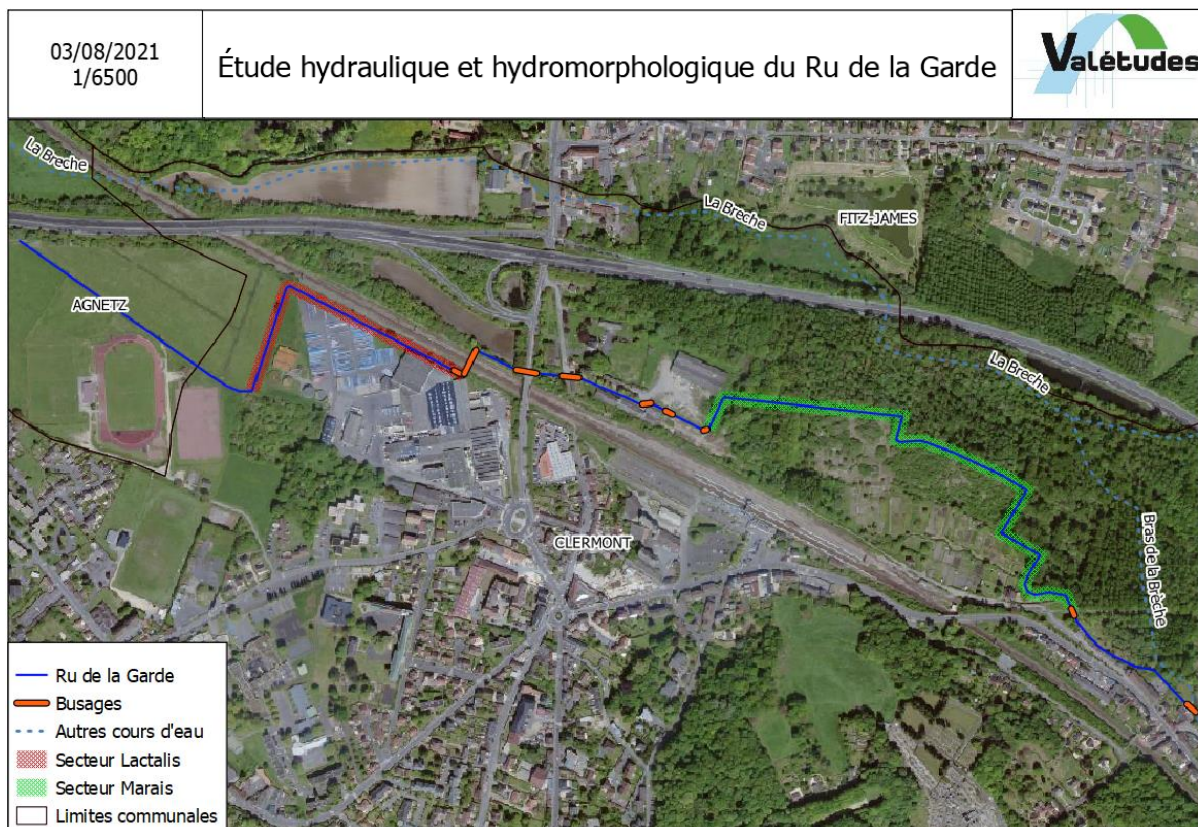 03/08/2021
1/6500
Étude hydraulique et hydromorphologique du Ru de la Garde
Valétudes
La Breche
La Breche
FITZ-JAMES
AGNETZ
La Breche
CLERMONT
Bras de la Brèche
Ru de la Garde
Busages
Autres cours d'eau
Secteur Lactalis
Secteur Marais
Limites communales